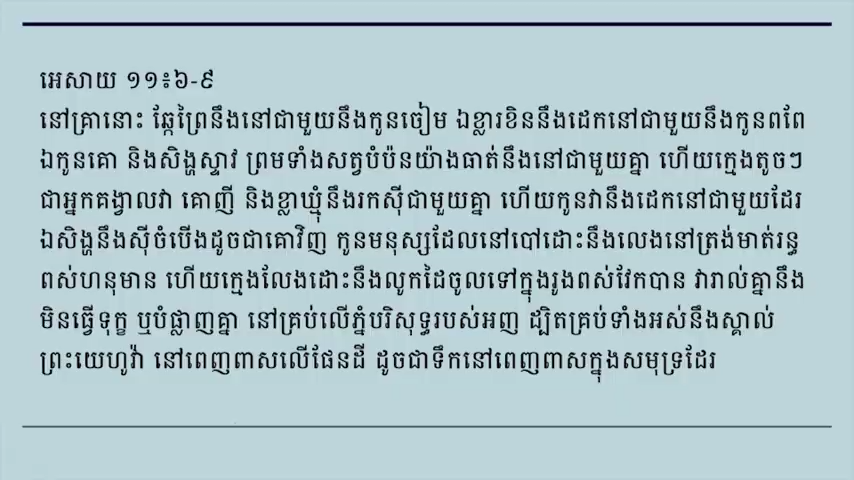 អេសាយ ១១៖៦-៩
នៅគ្រានោះ ឆ្កែព្រៃនឹងនៅជាមួយនឹងកូនចៀម ឯខ្លារខិននឹងដេកនៅជាមួយនឹងកូនពពែ
ឯកូនគោ និងសិង្ហស្ទាវ ព្រមទាំងសត្វបំប៉នយ៉ាងធាត់នឹងនៅជាមួយគ្នា ហើយក្មេងតូចៗ
ជាអ្នកគង្វាលវា គោញី និងខ្លាឃ្មុំនឹងរកស៊ីជាមួយគ្នា ហើយកូនវានឹងដេកនៅជាមួយដែរ
ឯសិង្ហនឹងស៊ីចំបើងដូចជាគោវិញ កូនមនុស្សដែលនៅបៅដោះនឹងលេងនៅត្រង់មាត់រន្ធ
ពស់ហនុមាន ហើយក្មេងលែងដោះនឹងលូកដៃចូលទៅក្នុងរូងពស់វែកបាន វារាល់គ្នានឹង
មិនធ្វើទុក្ខ ឬបំផ្លាញគ្នា នៅគ្រប់លើភ្នំបរិសុទ្ធរបស់អញ ដ្បិតគ្រប់ទាំងអស់នឹងស្គាល់
ព្រះយេហូវ៉ា នៅពេញពាសលើផែនដី ដូចជាទឹកនៅពេញពាសក្នុងសមុទ្រដែរ